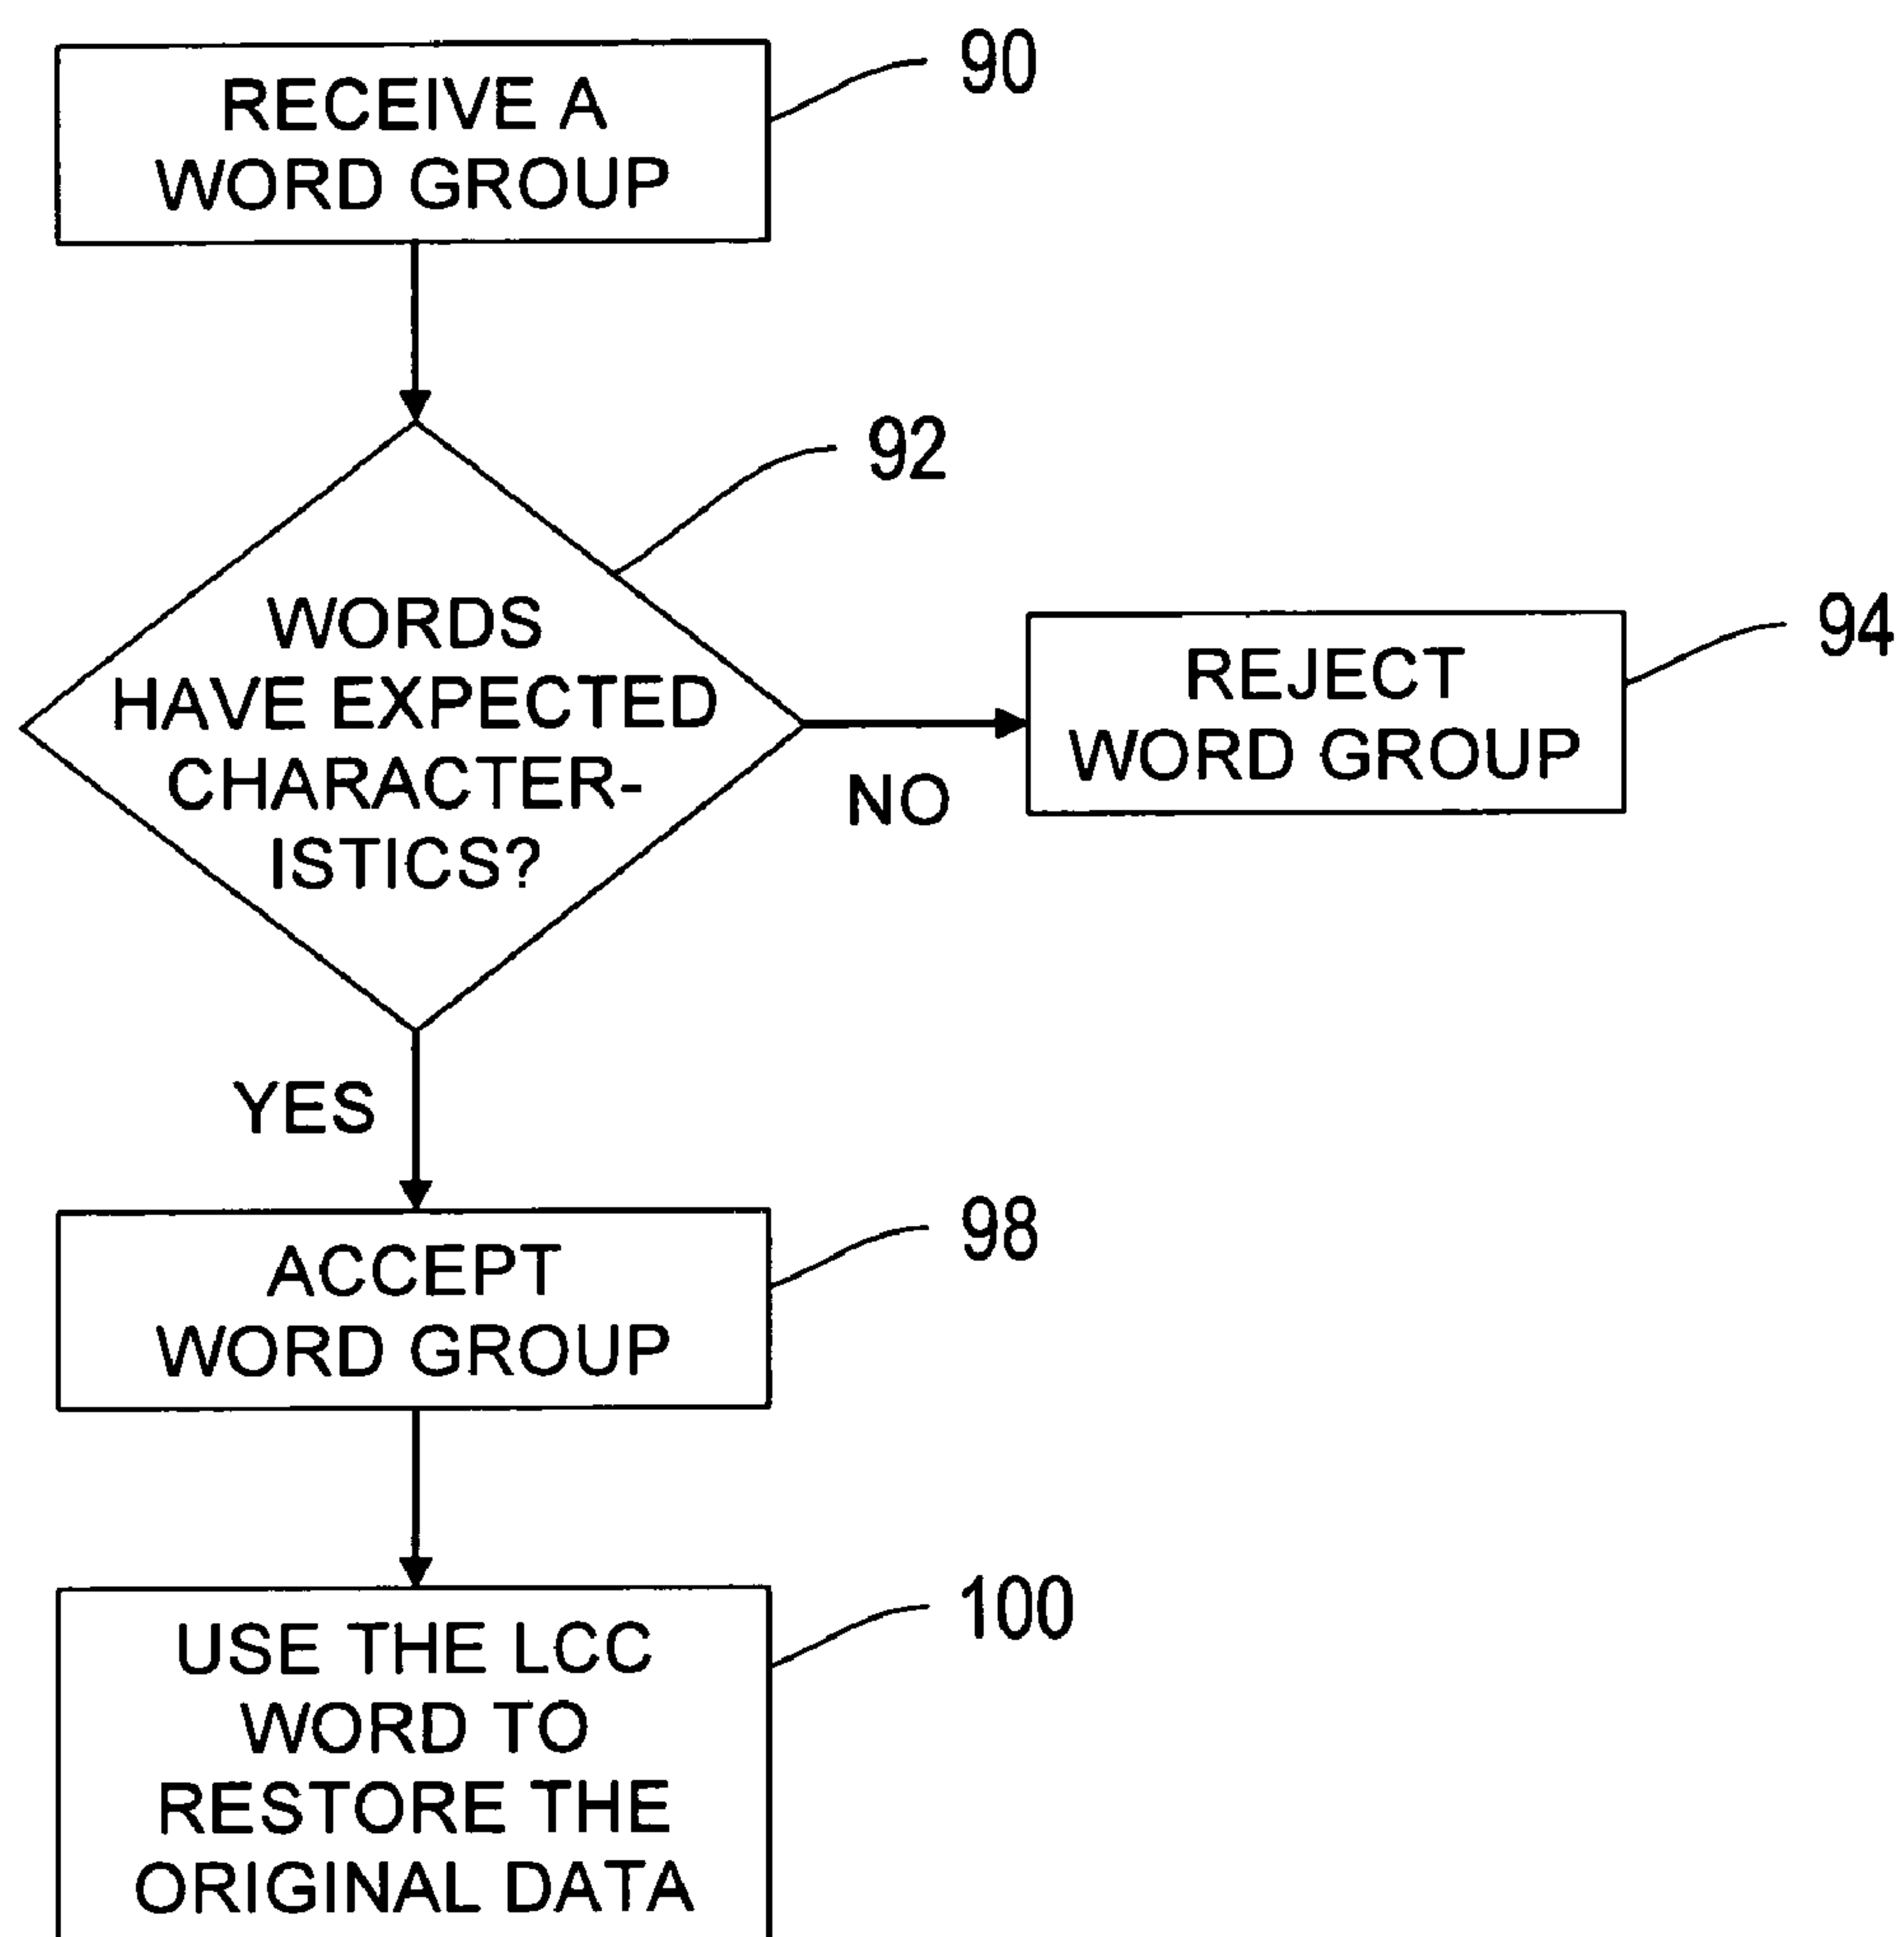 RECEIVE A
WORD GROUP
90
92
WORDS
HAVE EXPECTED
CHARACTER-
ISTICS?
NO
REJECT
WORD GROUP
94
YES
ACCEPT
WORD GROUP
98
USE THE LCC
WORD TO
RESTORE THE
ORIGINAL DATA
100